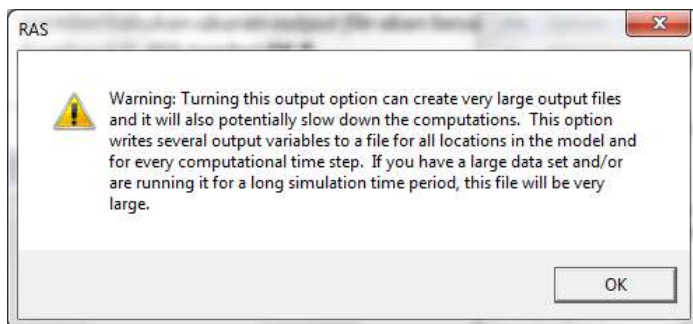 RAS
Warning: Turning this output option can create very large output files
and it will also potentially slow down the computations. This option
writes several output variables to a file for all locations in the model and
for every computational time step. If you have a large data set and/or
are running it for a long simulation time period, this file will be very
large.
OK